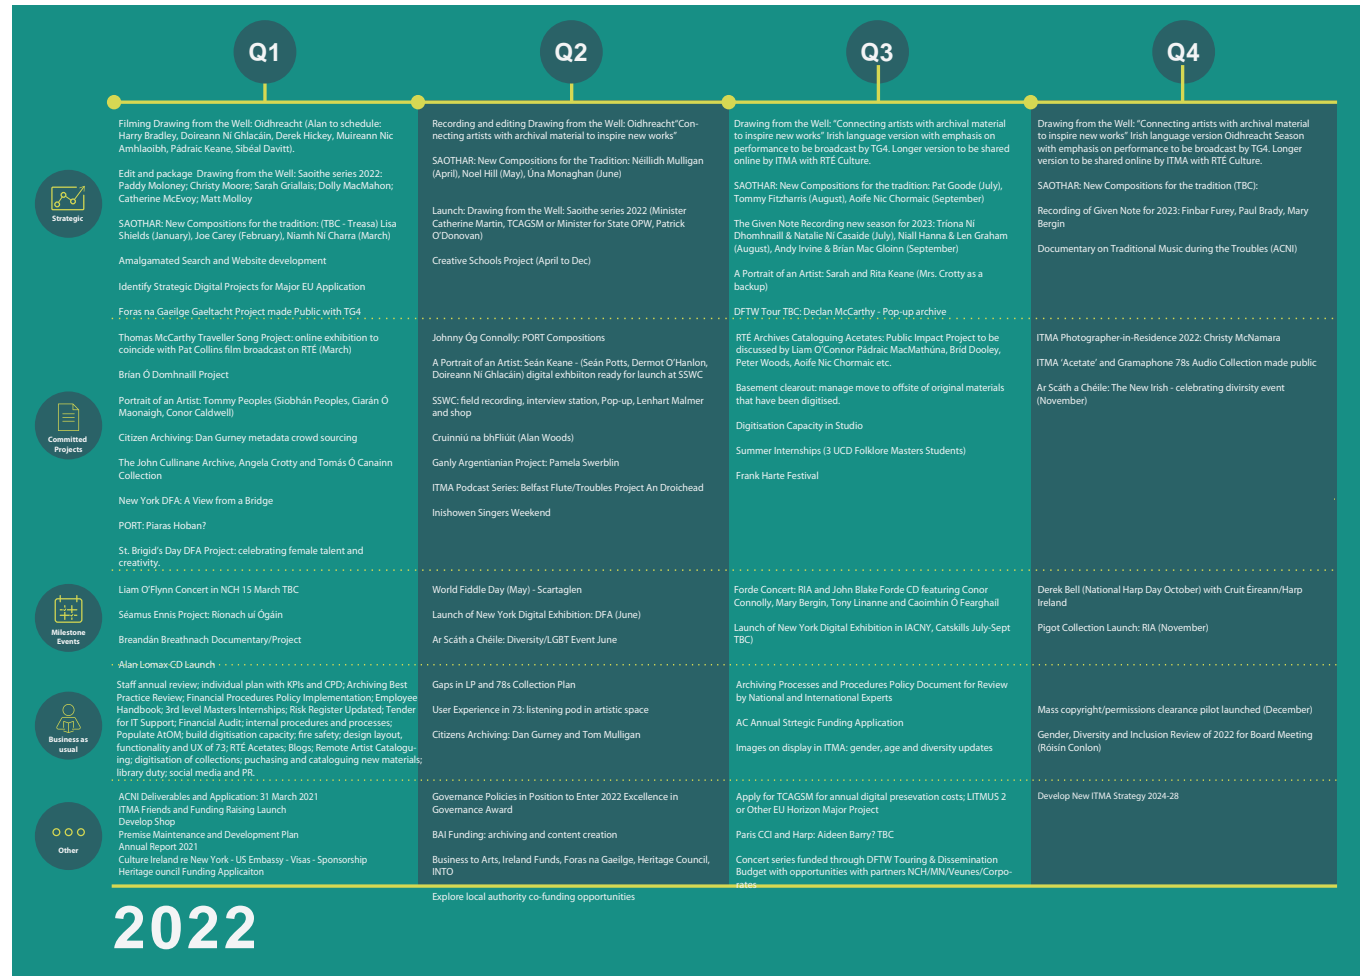 Q1
Q2
Q3
Q4
Strategic
Filming Drawing from the Well: Oidhreacht (Alan to schedule:
Harry Bradley, Doireann Ní Ghlacáin, Derek Hickey, Muireann Nic
Amhlaoibh, Pádraic Keane, Sibéal Davitt).
Edit and package  Drawing from the Well: Saoithe series 2022:
Paddy Moloney; Christy Moore; Sarah Griallais; Dolly MacMahon;
Catherine McEvoy; Matt Molloy
SAOTHAR: New Compositions for the tradition: (TBC - Treasa) Lisa
Shields (January), Joe Carey (February), Niamh Ní Charra (March)
Amalgamated Search and Website development
Identify Strategic Digital Projects for Major EU Application
Foras na Gaeilge Gaeltacht Project made Public with TG4
Recording and editing Drawing from the Well: Oidhreacht"Con-
necting artists with archival material to inspire new works"
SAOTHAR: New Compositions for the Tradition: Néillidh Mulligan
(April), Noel Hill (May), Úna Monaghan (June)
Launch: Drawing from the Well: Saoithe series 2022 (Minister
Catherine Martin, TCAGSM or Minister for State OPW, Patrick
O'Donovan)
Creative Schools Project (April to Dec)
Drawing from the Well: "Connecting artists with archival material
to inspire new works" Irish language version with emphasis on
performance to be broadcast by TG4. Longer version to be shared
online by ITMA with RTÉ Culture.
SAOTHAR: New Compositions for the tradition: Pat Goode (July),
Tommy Fitzharris (August), Aoife Nic Chormaic (September)
The Given Note Recording new season for 2023: Tríona Ní
Dhomhnaill & Natalie Ní Casaide (July), Niall Hanna & Len Graham
(August), Andy Irvine & Brian Mac Gloinn (September)
A Portrait of an Artist: Sarah and Rita Keane (Mrs. Crotty as a
backup)
DFTW Tour TBC: Declan McCarthy - Pop-up archive
Drawing from the Well: "Connecting artists with archival material
to inspire new works" Irish language version Oidhreacht Season
with emphasis on performance to be broadcast by TG4. Longer
version to be shared online by ITMA with RTÉ Culture.
SAOTHAR: New Compositions for the tradition (TBC):
Recording of Given Note for 2023: Finbar Furey, Paul Brady, Mary
Bergin
Documentary on Traditional Music during the Troubles (ACNI)
Committed
Projects
Thomas McCarthy Traveller Song Project: online exhibition to
coincide with Pat Collins film broadcast on RTÉ (March)
Brían Ó Domhnaill Project
Portrait of an Artist: Tommy Peoples (Siobhán Peoples, Ciarán Ó
Maonaigh, Conor Caldwell)
Citizen Archiving: Dan Gurney metadata crowd sourcing
The John Cullinane Archive, Angela Crotty and Tomás Ó Canainn
Collection
New York DFA: A View from a Bridge
PORT: Piaras Hoban?
St. Brigid's Day DFA Project: celebrating female talent and
creativity.
Johnny Óg Connolly: PORT Compositions
A Portrait of an Artist: Seán Keane - (Seán Potts, Dermot O'Hanlon,
Doireann Ní Ghlacáin) digital exhbiiton ready for launch at SSWC
SSWC: field recording, interview station, Pop-up, Lenhart Malmer
and shop
Cruinniú na bhFliúit (Alan Woods)
Ganly Argentianian Project: Pamela Swerblin
ITMA Podcast Series: Belfast Flute/Troubles Project An Droichead
Inishowen Singers Weekend
RTÉ Archives Cataloguing Acetates: Public Impact Project to be
discussed by Liam O'Connor Pádraic MacMathúna, Bríd Dooley,
Peter Woods, Aoife Nic Chormaic etc.
Basement clearout: manage move to offsite of original materials
that have been digitised.
Digitisation Capacity in Studio
Summer Internships (3 UCD Folklore Masters Students)
Frank Harte Festival
ITMA Photographer-in-Residence 2022: Christy McNamara
ITMA 'Acetate' and Gramaphone 78s Audio Collection made public
Ar Scáth a Chéile: The New Irish - celebrating divirsity event
(November)
Milestone
Events
Liam O'Flynn Concert in NCH 15 March TBC
Séamus Ennis Project: Ríonach uí Ógáin
Breandán Breathnach Documentary/Project
Alan Lomax CD Launch
World Fiddle Day (May) - Scartaglen
Launch of New York Digital Exhibition: DFA (June)
Ar Scáth a Chéile: Diversity/LGBT Event June
Forde Concert: RIA and John Blake Forde CD featuring Conor
Connolly, Mary Bergin, Tony Linanne and Caoimhín Ó Fearghail
Launch of New York Digital Exhibition in IACNY, Catskills July-Sept
TBC)
Derek Bell (National Harp Day October) with Cruit Éireann/Harp
Ireland
Pigot Collection Launch: RIA (November)
Business as
usual
Staff annual review; individual plan with KPIs and CPD; Archiving Best
Practice Review; Financial Procedures Policy Implementation; Employee
Handbook; 3rd level Masters Internships; Risk Register Updated; Tender
for IT Support; Financial Audit; internal procedures and processes;
Populate AtOM; build digitisation capacity; fire safety; design layout,
functionality and UX of 73; RTÉ Acetates; Blogs; Remote Artist Catalogu-
ing; digitisation of collections; puchasing and cataloguing new materials;
library duty; social media and PR.
Gaps in LP and 78s Collection Plan
User Experience in 73: listening pod in artistic space
Citizens Archiving: Dan Gurney and Tom Mulligan
Archiving Processes and Procedures Policy Document for Review
by National and International Experts
AC Annual Strtegic Funding Application
Images on display in ITMA: gender, age and diversity updates
Mass copyright/permissions clearance pilot launched (December)
Gender, Diversity and Inclusion Review of 2022 for Board Meeting
(Róisín Conlon)
Other
ACNI Deliverables and Application: 31 March 2021
ITMA Friends and Funding Raising Launch
Develop Shop
Premise Maintenance and Development Plan
Annual Report 2021
Culture Ireland re New York - US Embassy - Visas - Sponsorship
Heritage ouncil Funding Applicaiton
Governance Policies in Position to Enter 2022 Excellence in
Governance Award
BAI Funding: archiving and content creation
Business to Arts, Ireland Funds, Foras na Gaeilge, Heritage Council,
INTO
Explore local authority co-funding opportunities
Apply for TCAGSM for annual digital presevation costs; LITMUS 2
or Other EU Horizon Major Project
Paris CCI and Harp: Aideen Barry? TBC
Concert series funded through DFTW Touring & Dissemination
Budget with opportunities with partners NCH/MN/Veunes/Corpo-
rates
Develop New ITMA Strategy 2024-28
2022